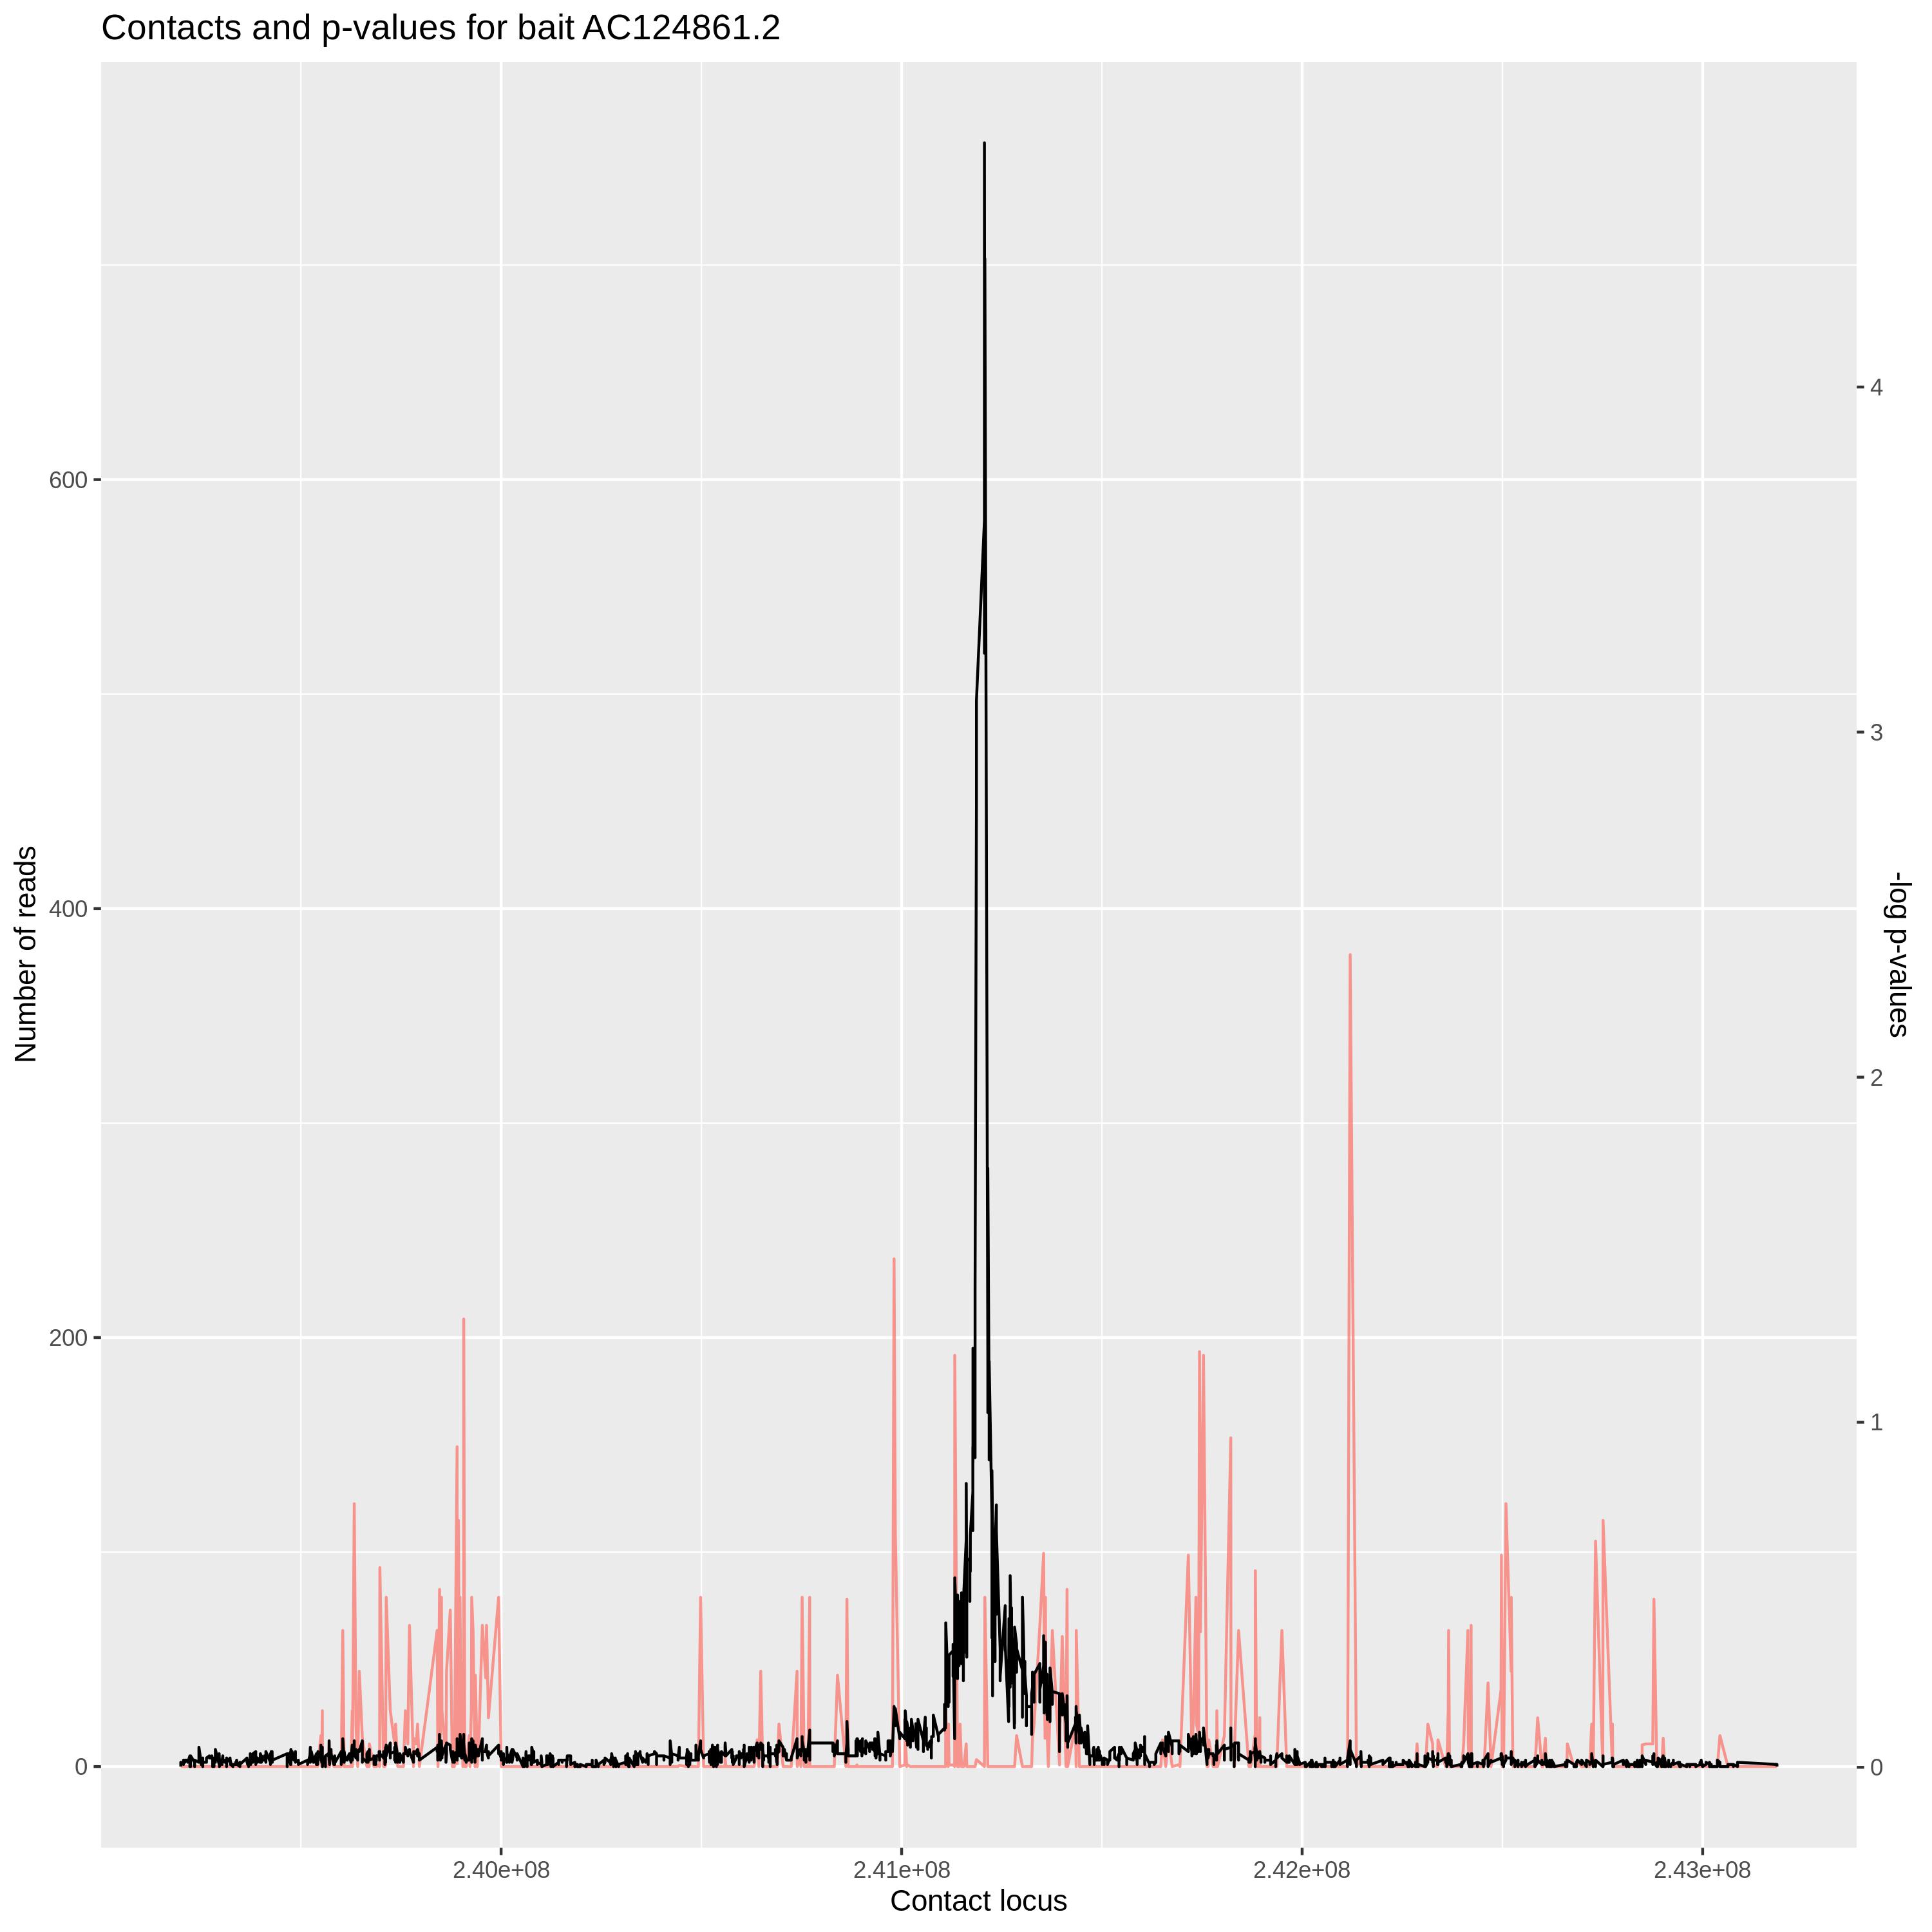 Contacts and p-values for bait AC124861.2
600
400
200
0
Number of reads
4
3
2
1
0
-log p-values
2.40e+08 2.41e+08 2.42e+08 2.43e+08
Contact locus